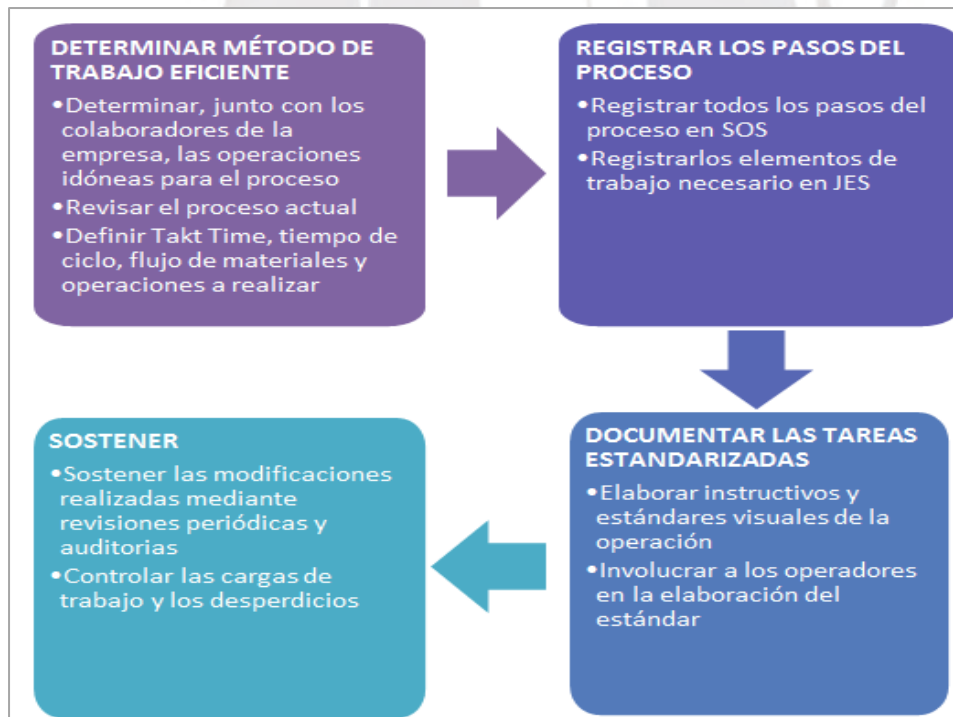 DETERMINAR MÉTODO DE
TRABAJO EFICIENTE
•Determinar, junto con los
colaboradores de la
empresa, las operaciones
idóneas para el proceso
•Revisar el proceso actual
•Definir Takt Time, tiempo de
ciclo, flujo de materiales y
operaciones a realizar
REGISTRAR LOS PASOS DEL
PROCESO
•Registrar todos los pasos del
proceso en SOS
•Registrarlos elementos de
trabajo necesario en JES
DOCUMENTAR LAS TAREAS
ESTANDARIZADAS
•Elaborar instructivos y
estándares visuales de la
operación
•Involucrar a los operadores
en la elaboración del
estándar
SOSTENER
•Sostener las modificaciones
realizadas mediante
revisiones periódicas y
auditorias
•Controlar las cargas de
trabajo y los desperdicios